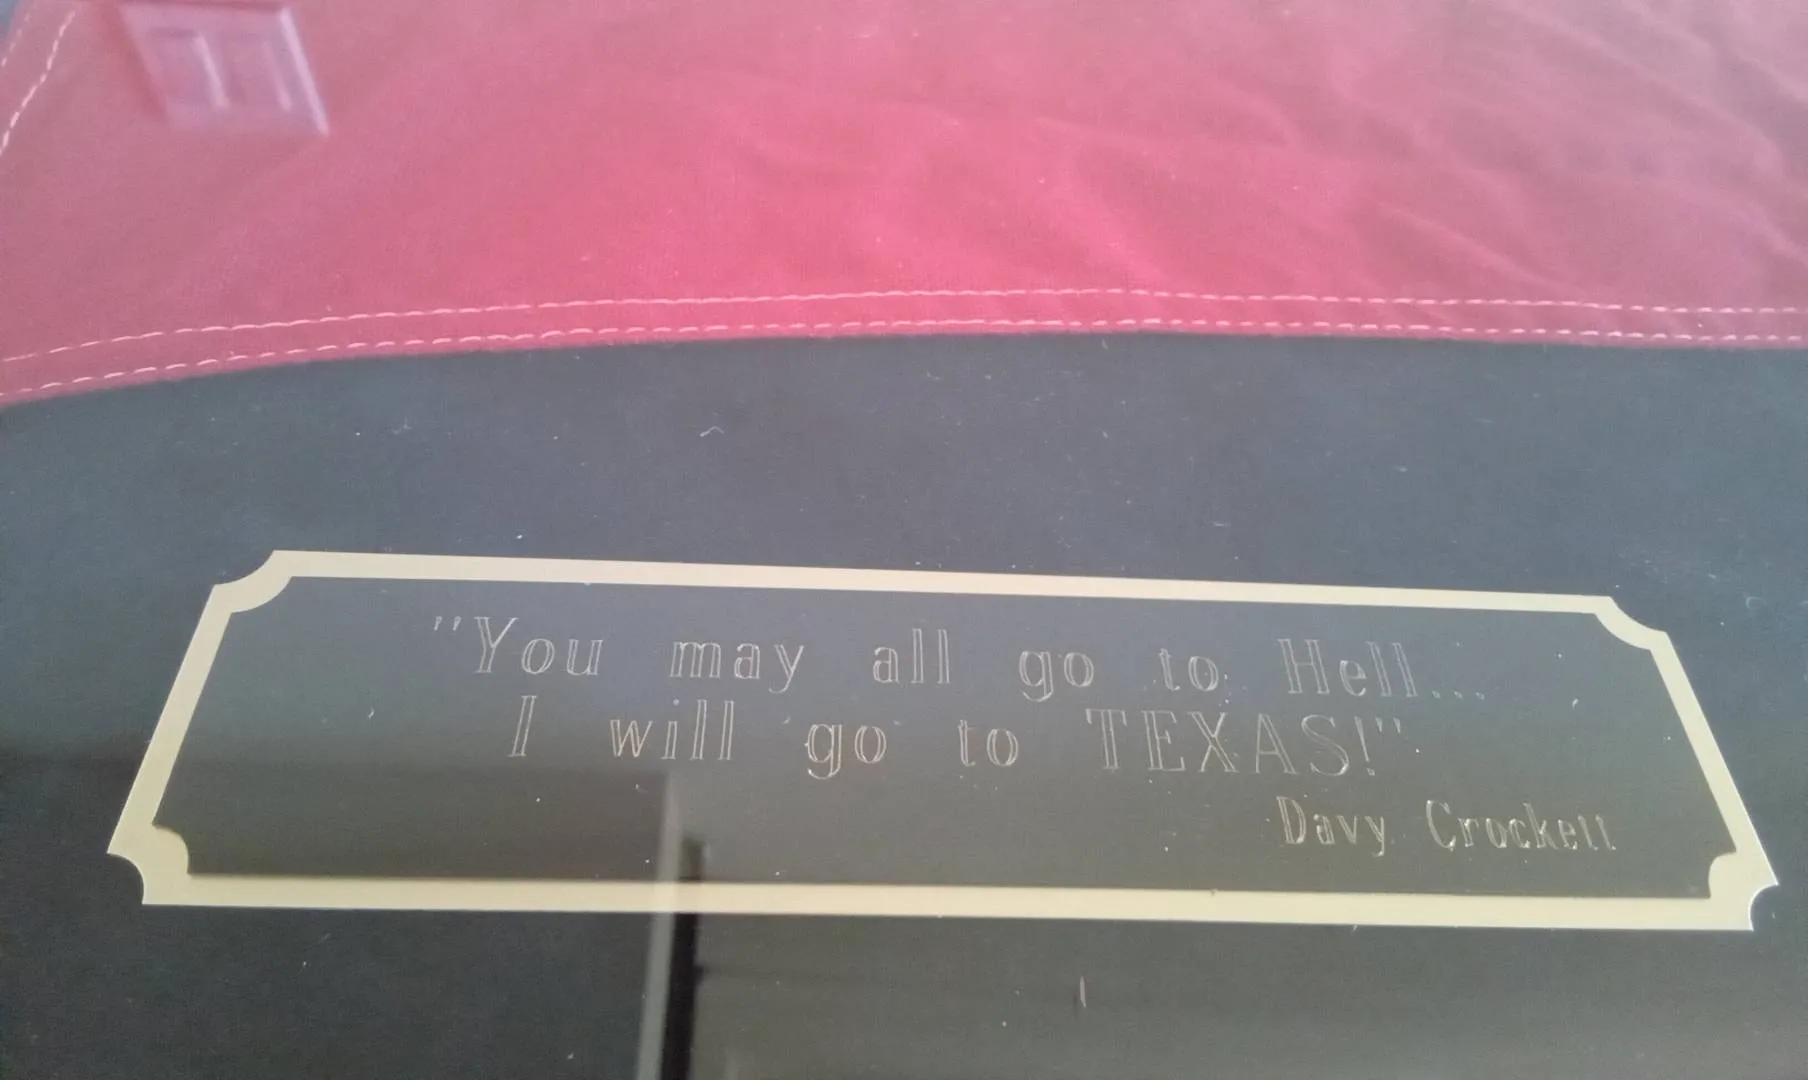 "You may all go to Hell...
I will go to TEXAS!"
Davy Crockett